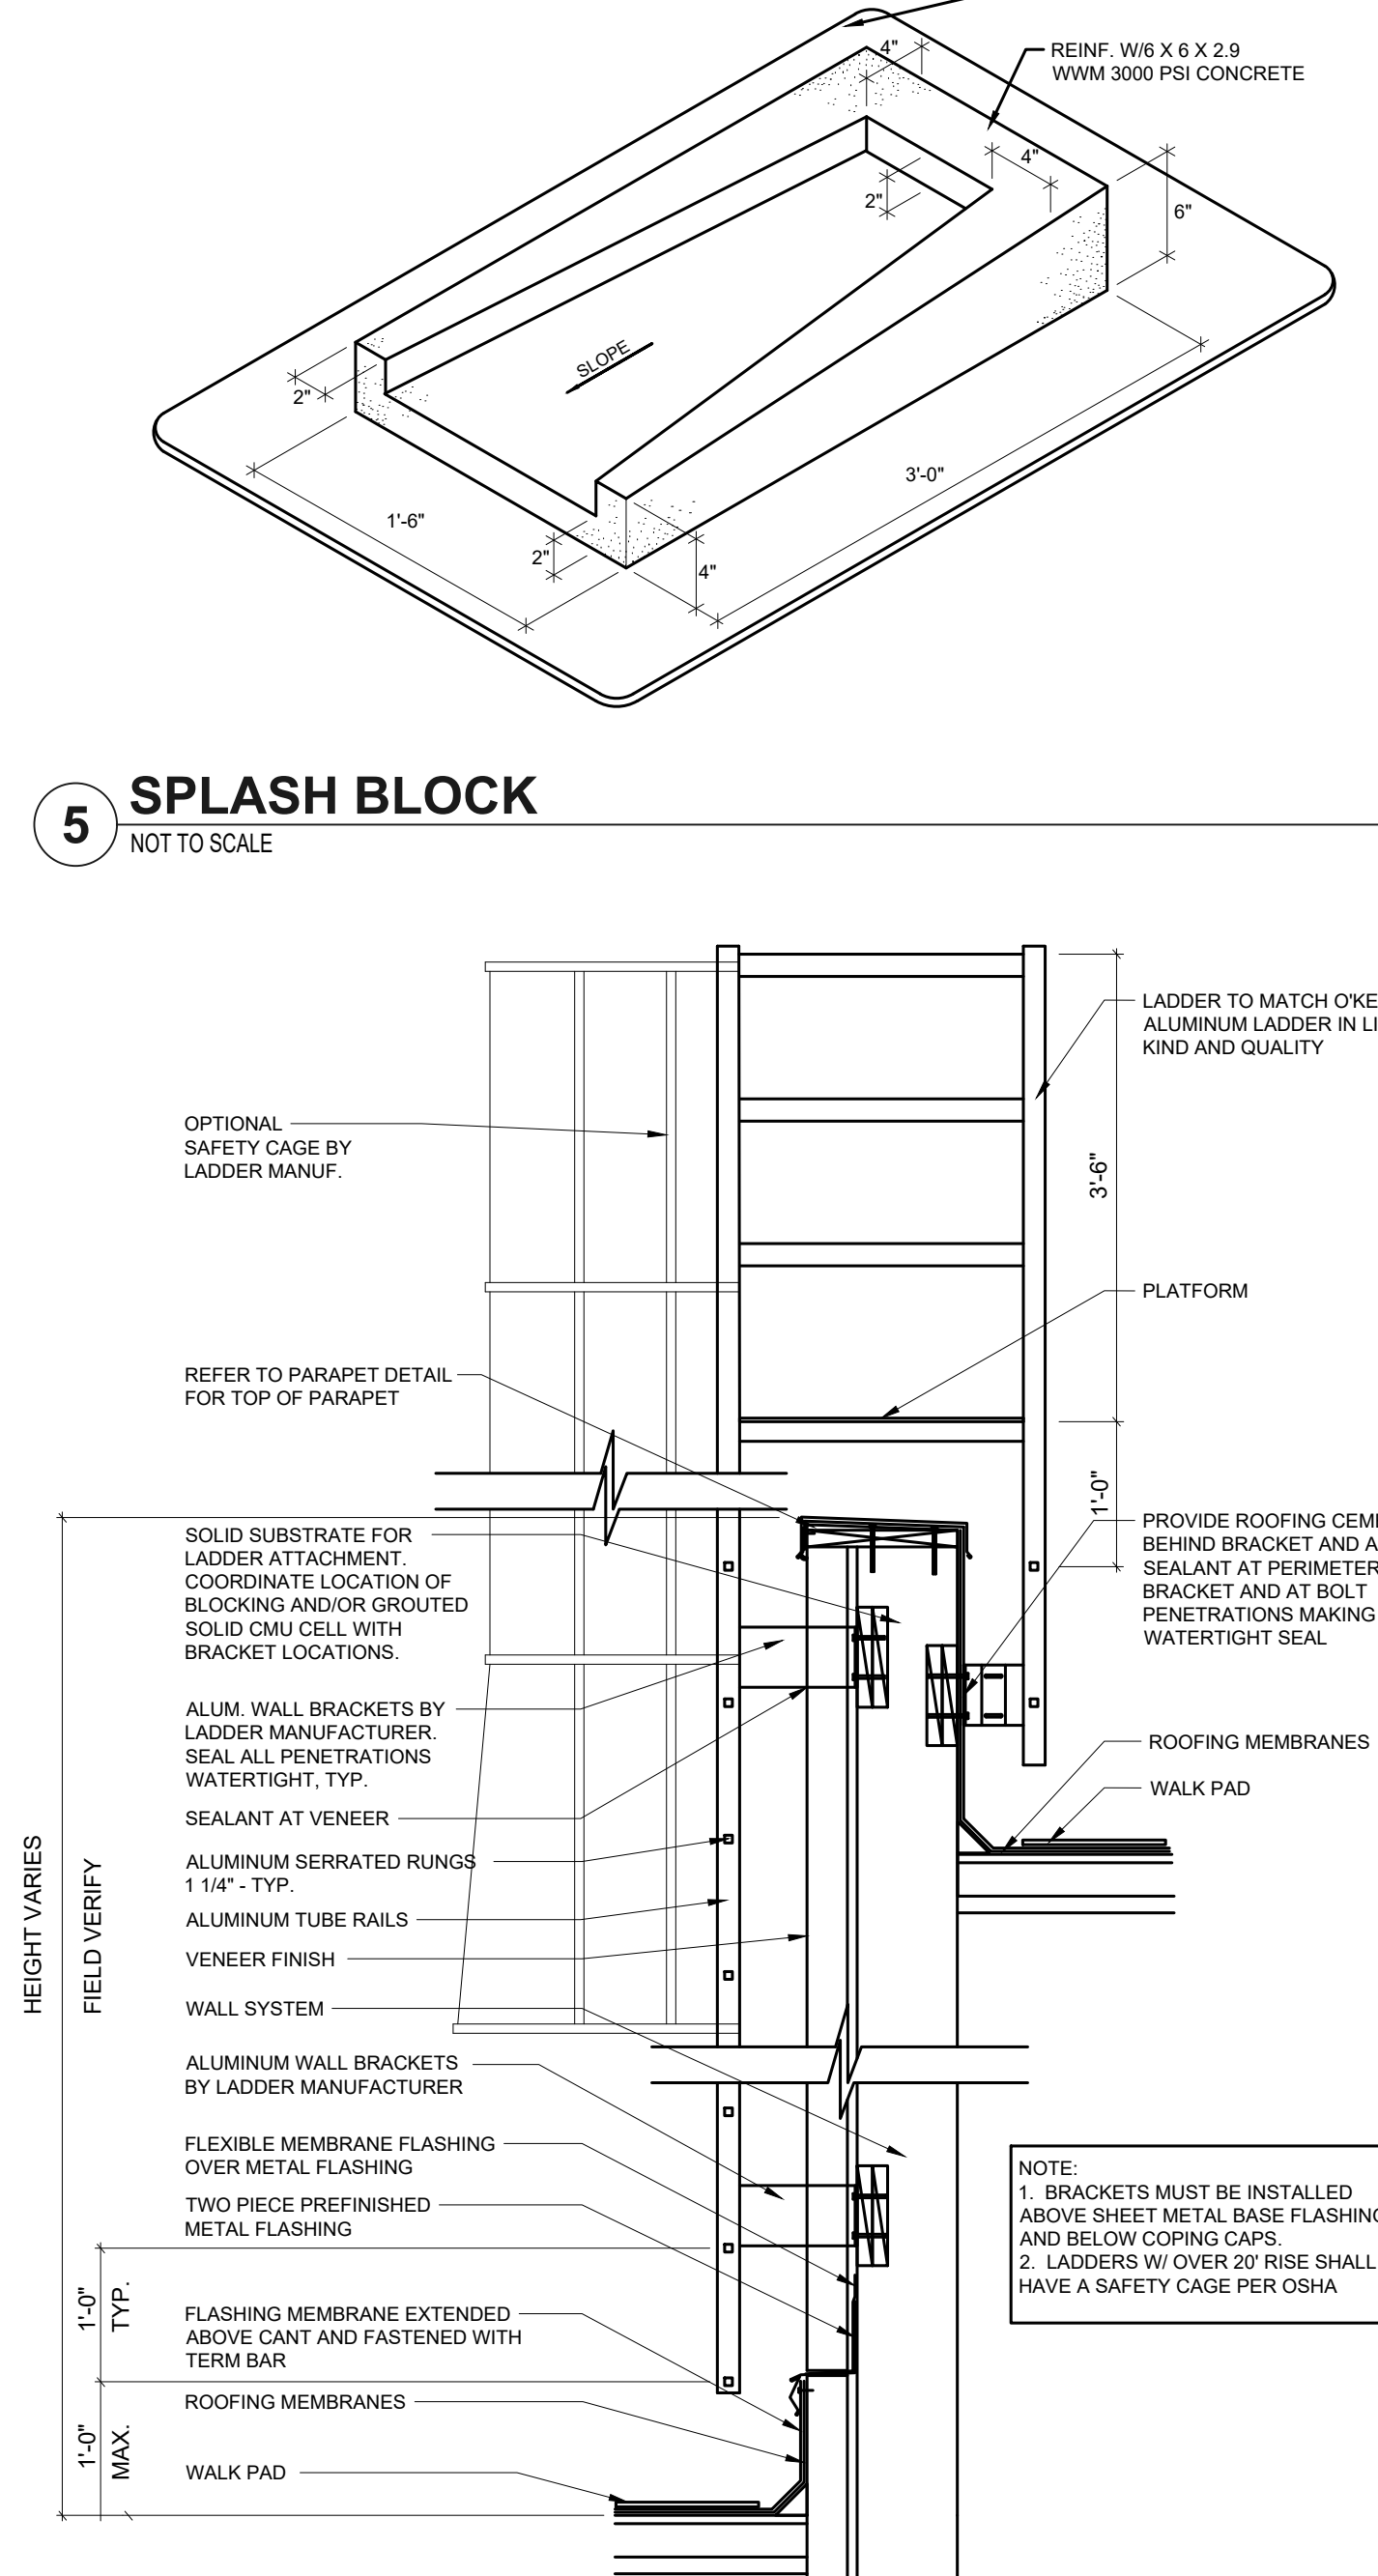 REINF. W/6 X 6 X 2.9
WWM 3000 PSI CONCRETE
4"
4"
2"
6"
SLOPE
2"
3'-0"
1'-6"
2"
4"
5
SPLASH BLOCK
NOT TO SCALE
LADDER TO MATCH
ALUMINUM LADDER IN
KIND AND QUALITY
OPTIONAL
SAFETY CAGE BY
LADDER MANUF.
3'-6"
PLATFORM
REFER TO PARAPET DETAIL
FOR TOP OF PARAPET
1'-0"
SOLID SUBSTRATE FOR
LADDER ATTACHMENT.
COORDINATE LOCATION OF
BLOCKING AND/OR GROUTED
SOLID CMU CELL WITH
BRACKET LOCATIONS.
PROVIDE ROOFING
BEHIND BRACKET AND
SEALANT AT PERIMETER
BRACKET AND AT BOLT
PENETRATIONS MAKING
WATERTIGHT SEAL
ALUM. WALL BRACKETS BY
LADDER MANUFACTURER.
SEAL ALL PENETRATIONS
WATERTIGHT, TYP.
ROOFING MEMBRANES
WALK PAD
SEALANT AT VENEER
ALUMINUM SERRATED RUNGS
1 1/4" - TYP.
ALUMINUM TUBE RAILS
VENEER FINISH
WALL SYSTEM
HEIGHT VARIES
FIELD VERIFY
ALUMINUM WALL BRACKETS
BY LADDER MANUFACTURER
FLEXIBLE MEMBRANE FLASHING
OVER METAL FLASHING
TWO PIECE PREFINISHED
METAL FLASHING
NOTE:
1. BRACKETS MUST BE INSTALLED
ABOVE SHEET METAL BASE FLASHING
AND BELOW COPING CAPS.
2. LADDERS W/ OVER 20' RISE SHALL
HAVE A SAFETY CAGE PER OSHA
1'-0"
TYP.
FLASHING MEMBRANE EXTENDED
ABOVE CANT AND FASTENED WITH
TERM BAR
ROOFING MEMBRANES
1'-0"
MAX.
WALK PAD